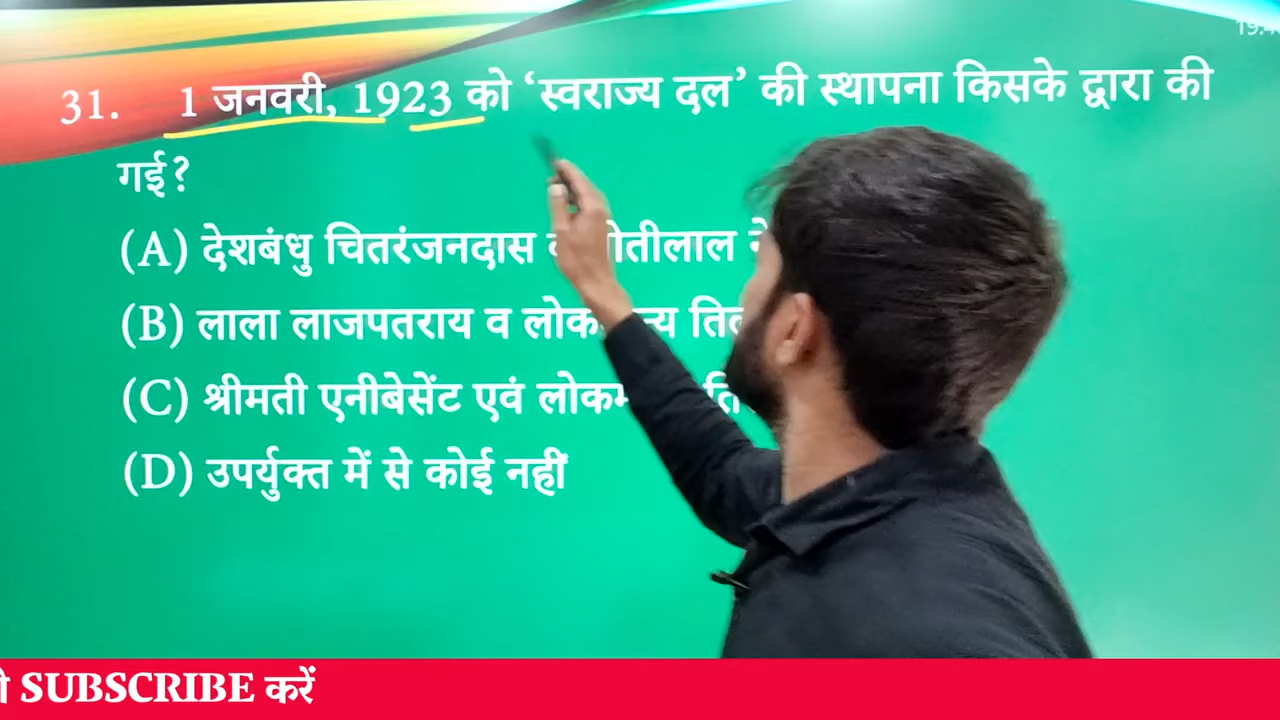 31. 1 जनवरी, 1923 को ‘स्वराज्य दल’ की स्थापना किसके द्वारा की
गई?
(A) देशबंधु चितरंजनदास
(B) लाला लाजपतराय व
(C) श्रीमती एनीबेसेंट एवं
(D) उपर्युक्त में से कोई नहीं
SUBSCRIBE करें